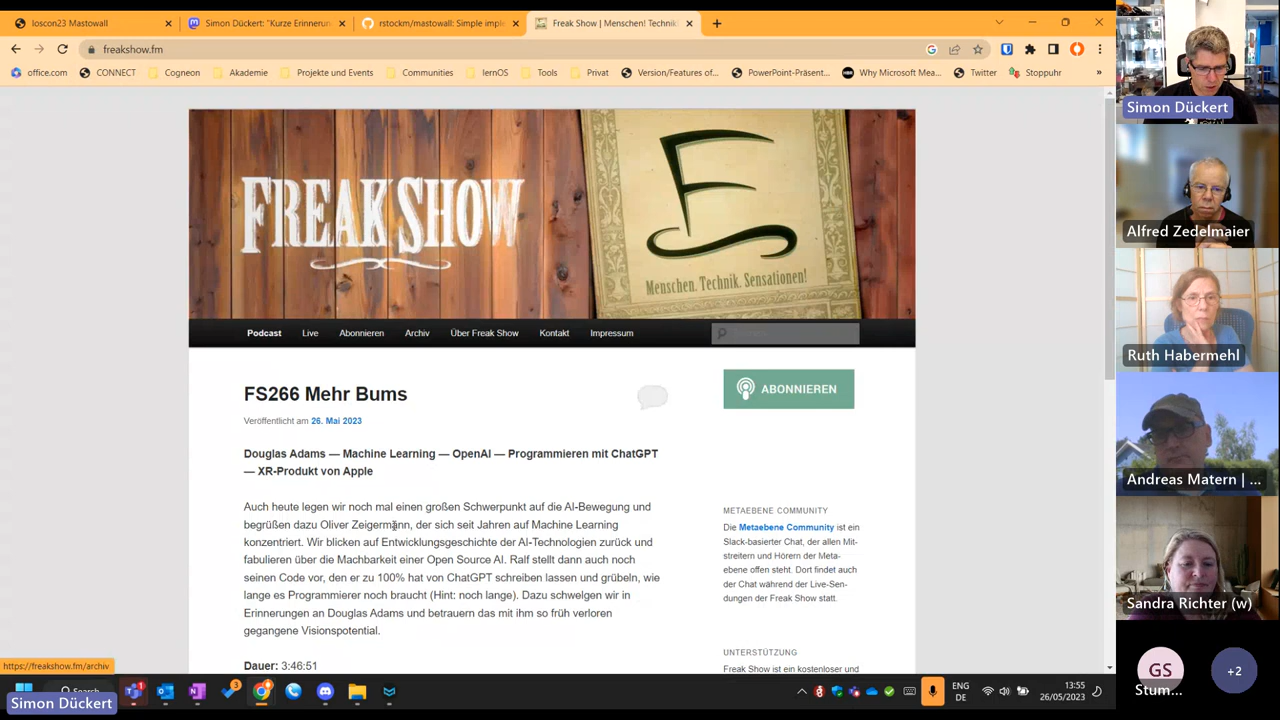 loscon23 Mastowall
Simon Dückert: "Kurze Erinnerun
rstockm/mastowall: Simple imple
Freak Show | Menschen! Technik!
freakshow.fm
office.com
CONNECT
Cogneon
Akademie
Projekte und Events
Communities
lernOS
Tools
Privat
Version/Features of...
PowerPoint-Präsent...
Why Microsoft Mea...
Twitter
Stoppuhr
»
FREAK SHOW
Menschen. Technik. Sensationen!
Podcast
Live
Abonnieren
Archiv
Über Freak Show
Kontakt
Impressum
FS266 Mehr Bums
Veröffentlicht am 26. Mai 2023
Douglas Adams — Machine Learning — OpenAI — Programmieren mit ChatGPT
— XR-Produkt von Apple
Auch heute legen wir noch mal einen großen Schwerpunkt auf die AI-Bewegung und
begrüßen dazu Oliver Zeigermann, der sich seit Jahren auf Machine Learning
konzentriert. Wir blicken auf Entwicklungsgeschichte der AI-Technologien zurück und
fabulieren über die Machbarkeit einer Open Source AI. Ralf stellt dann auch noch
seinen Code vor, den er zu 100% hat von ChatGPT schreiben lassen und grübeln, wie
lange es Programmierer noch braucht (Hint: noch lange). Dazu schwelgen wir in
Erinnerungen an Douglas Adams und betrauern das mit ihm so früh verloren
gegangene Visionspotential.
Dauer: 3:46:51
ABONNIEREN
METAEBENE COMMUNITY
Die Metaebene Community ist ein
Slack-basierter Chat, der allen Mit-
streitern und Hörern der Meta-
ebene offen steht. Dort findet auch
der Chat während der Live-Sen-
dungen der Freak Show statt.
UNTERSTÜTZUNG
Freak Show ist ein kostenloser und
https://freakshow.fm/archiv
Search
ENG
DE
13:55
26/05/2023
Simon Dückert
Simon Dückert
Alfred Zedelmaier
Ruth Habermehl
Andreas Matern | ...
Sandra Richter (w)
GS
Stum...
+2